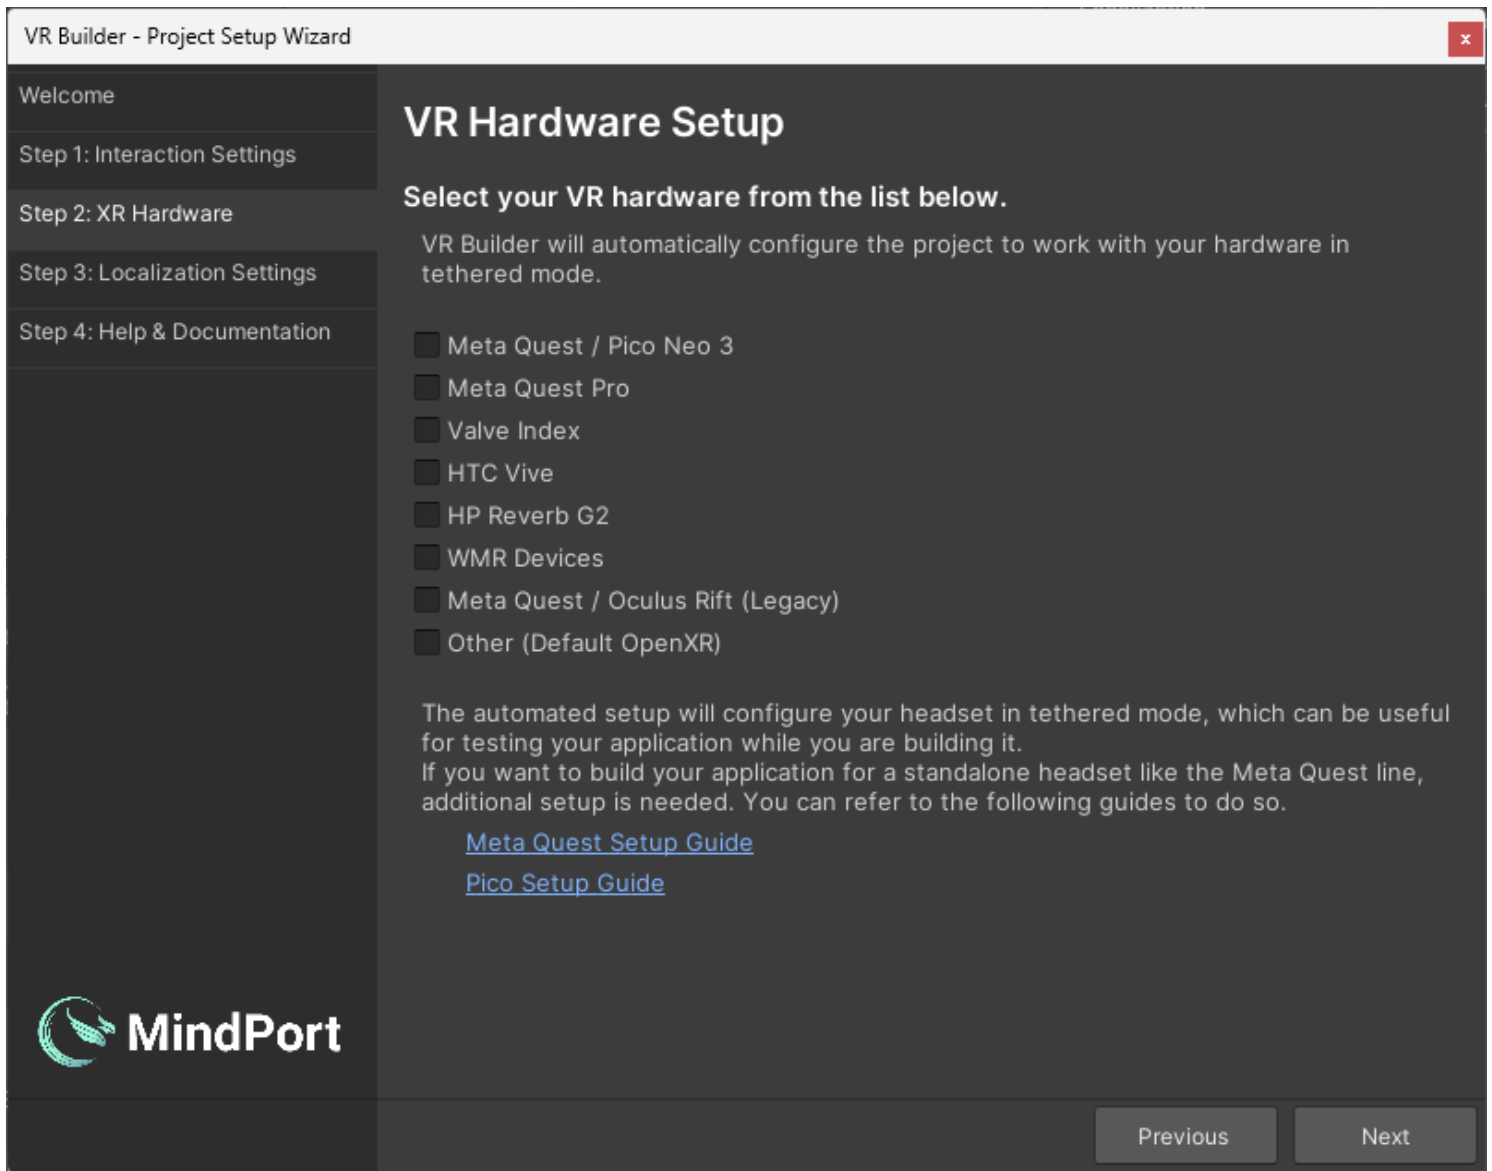 VR Builder - Project Setup Wizard
x
Welcome
Step 1: Interaction Settings
Step 2: XR Hardware
Step 3: Localization Settings
Step 4: Help & Documentation
VR Hardware Setup
Select your VR hardware from the list below.
VR Builder will automatically configure the project to work with your hardware in
tethered mode.
Meta Quest / Pico Neo 3
Meta Quest Pro
Valve Index
HTC Vive
HP Reverb G2
WMR Devices
Meta Quest / Oculus Rift (Legacy)
Other (Default OpenXR)
The automated setup will configure your headset in tethered mode, which can be useful
for testing your application while you are building it.
If you want to build your application for a standalone headset like the Meta Quest line,
additional setup is needed. You can refer to the following guides to do so.
Meta Quest Setup Guide
Pico Setup Guide
MindPort
Previous
Next